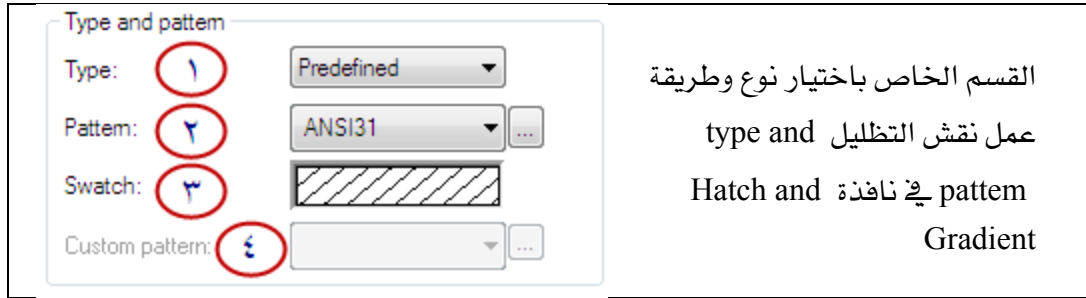 Type and pattern
Type: ١ Predefined
Pattern: ٢ ANSI31 ...
Swatch: ٣
Custom pattern: ٤ ...
القسم الخاص باختيار نوع وطريقة
عمل نقش التظليل type and
pattem في نافذة Hatch and
Gradient